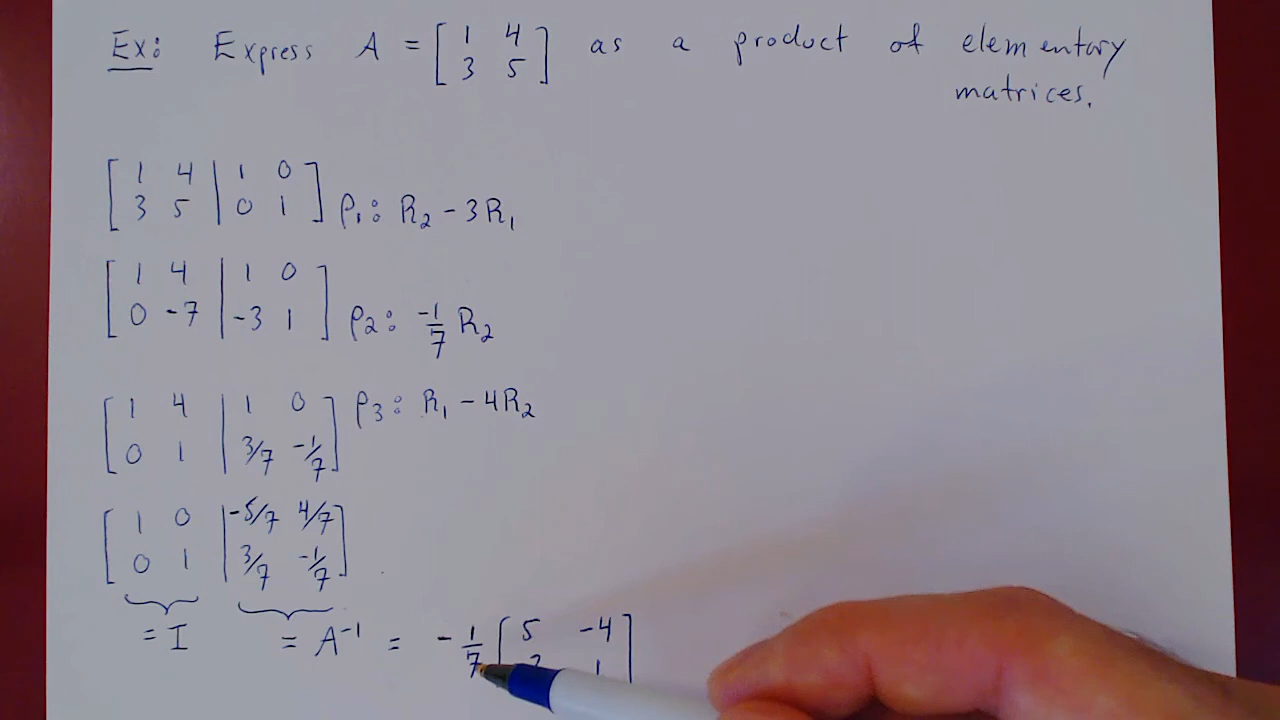 Ex: Express A = [ 1 4 ] as a product of elementary
[ 3 5 ]
matrices.
[ 1 4 | 1 0 ]
[ 3 5 | 0 1 ] ρ₁: R₂ - 3R₁
[ 1 4 | 1 0 ]
[ 0 -7 | -3 1 ] ρ₂: -1/7 R₂
[ 1 4 | 1 0 ] ρ₃: R₁ - 4R₂
[ 0 1 | 3/7 -1/7 ]
[ 1 0 | -5/7 4/7 ]
[ 0 1 | 3/7 -1/7 ]
= I = A⁻¹ = - 1/7 [ 5 -4 ]
1